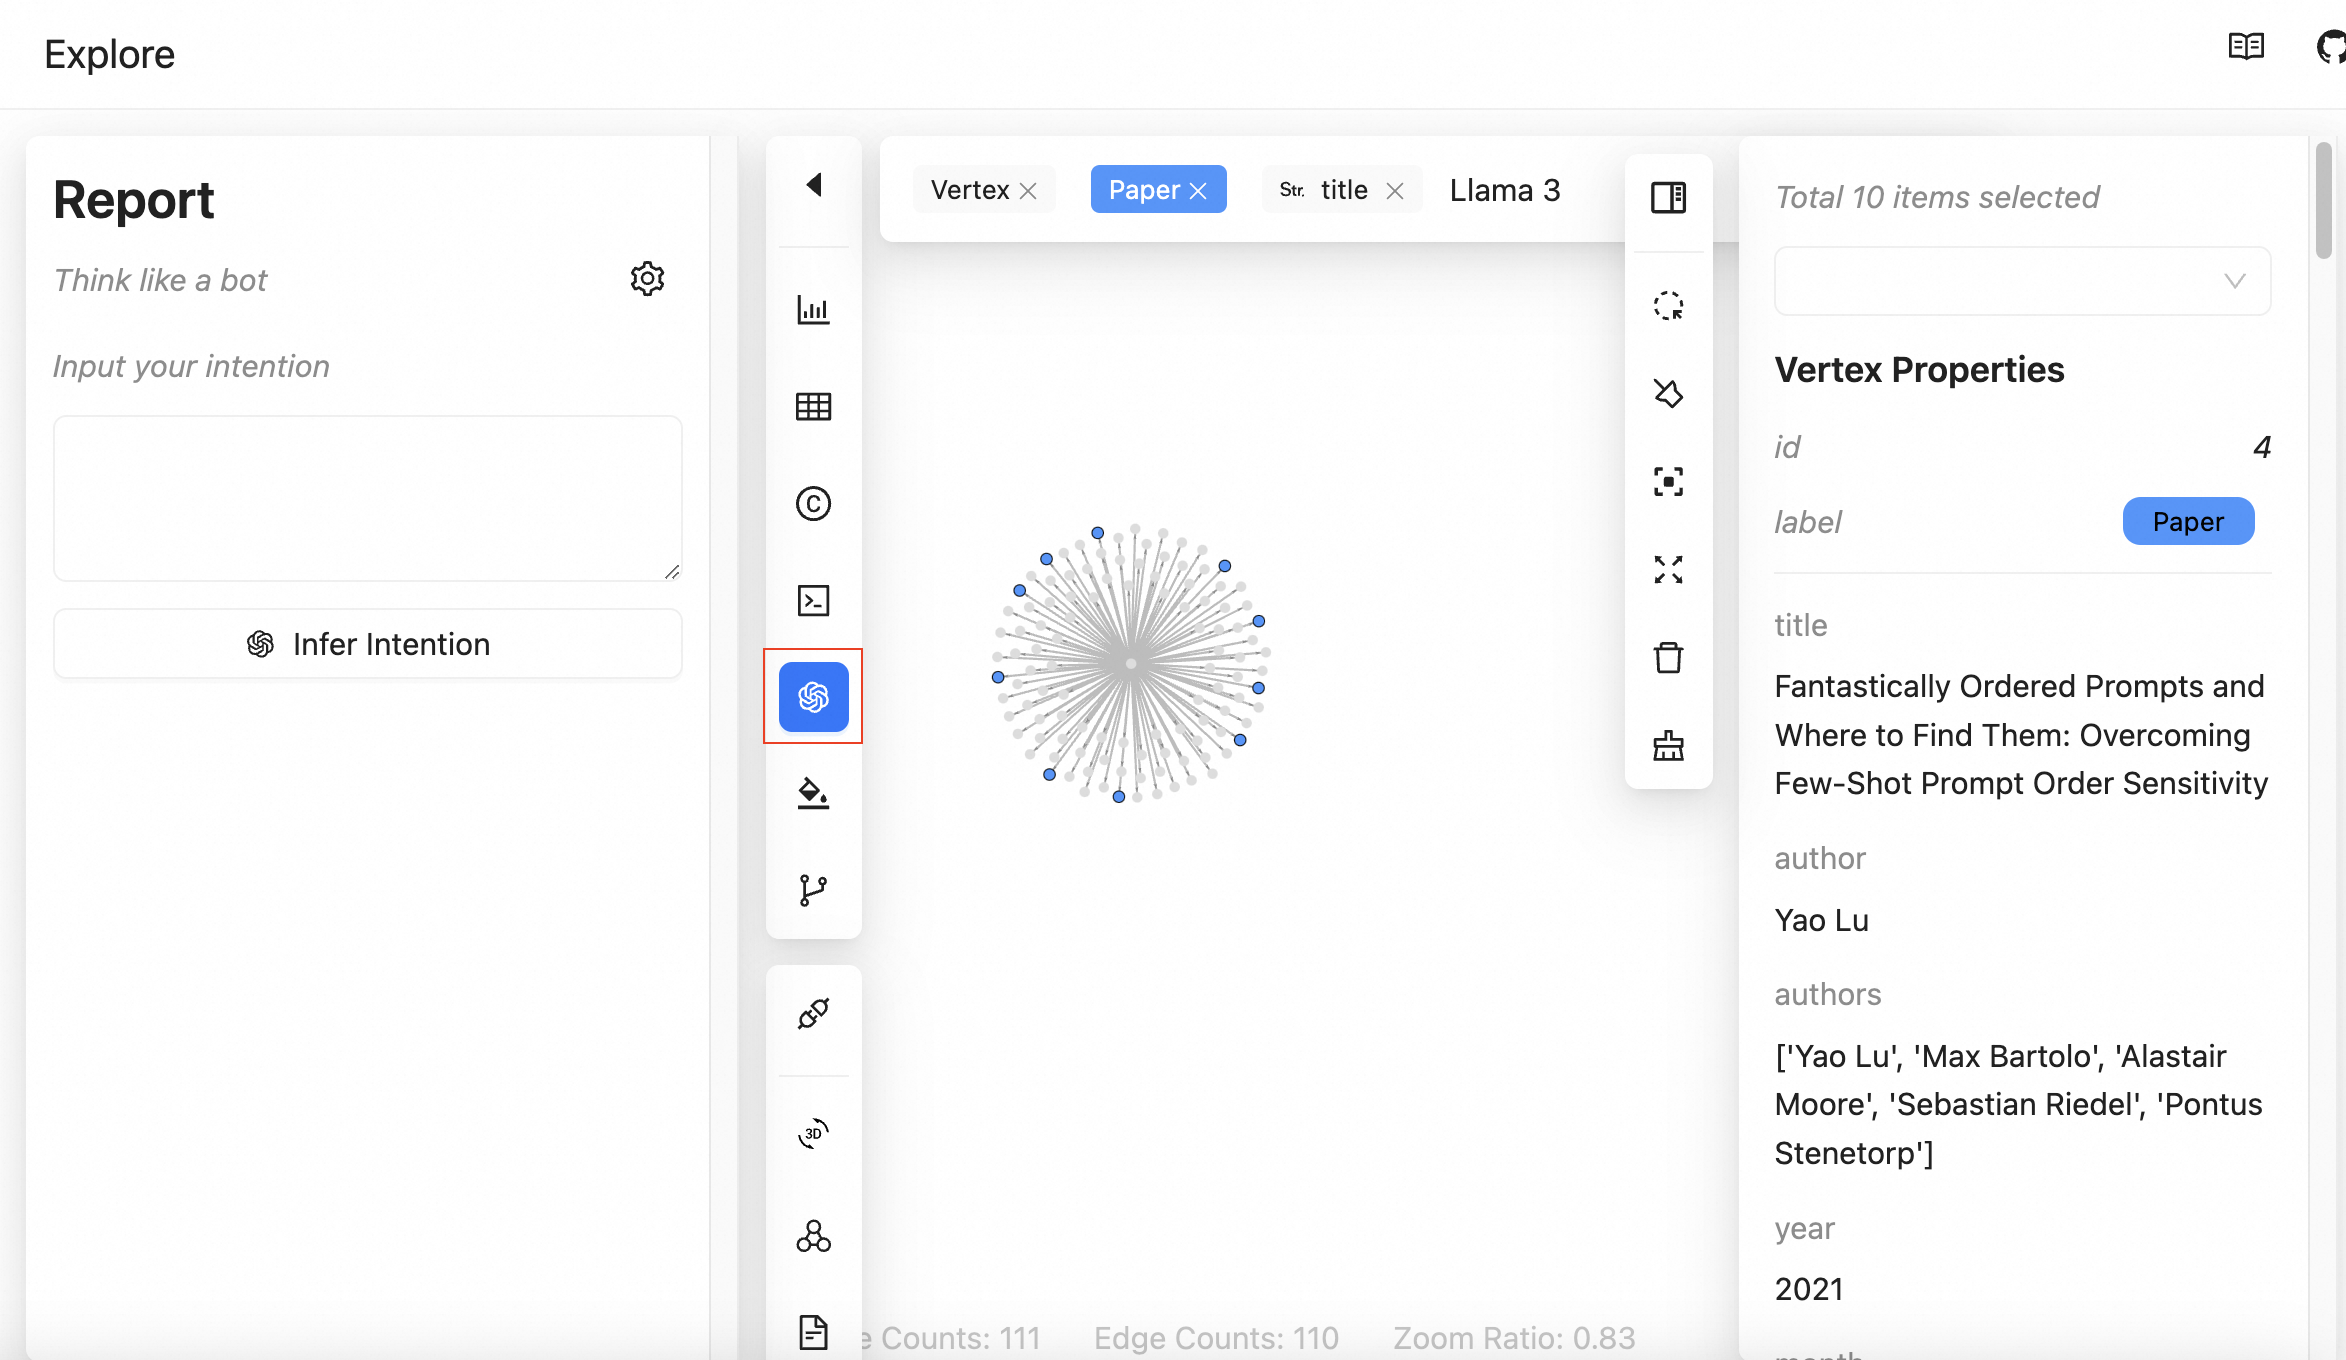 Explore
Report
Think like a bot
Input your intention
Infer Intention
Vertex
Paper
Str. title
Llama 3
C
>_
3D
e Counts: 111
Edge Counts: 110
Zoom Ratio: 0.83
Total 10 items selected
Vertex Properties
id 4
label Paper
title
Fantastically Ordered Prompts and
Where to Find Them: Overcoming
Few-Shot Prompt Order Sensitivity
author
Yao Lu
authors
['Yao Lu', 'Max Bartolo', 'Alastair
Moore', 'Sebastian Riedel', 'Pontus
Stenetorp']
year
2021
month